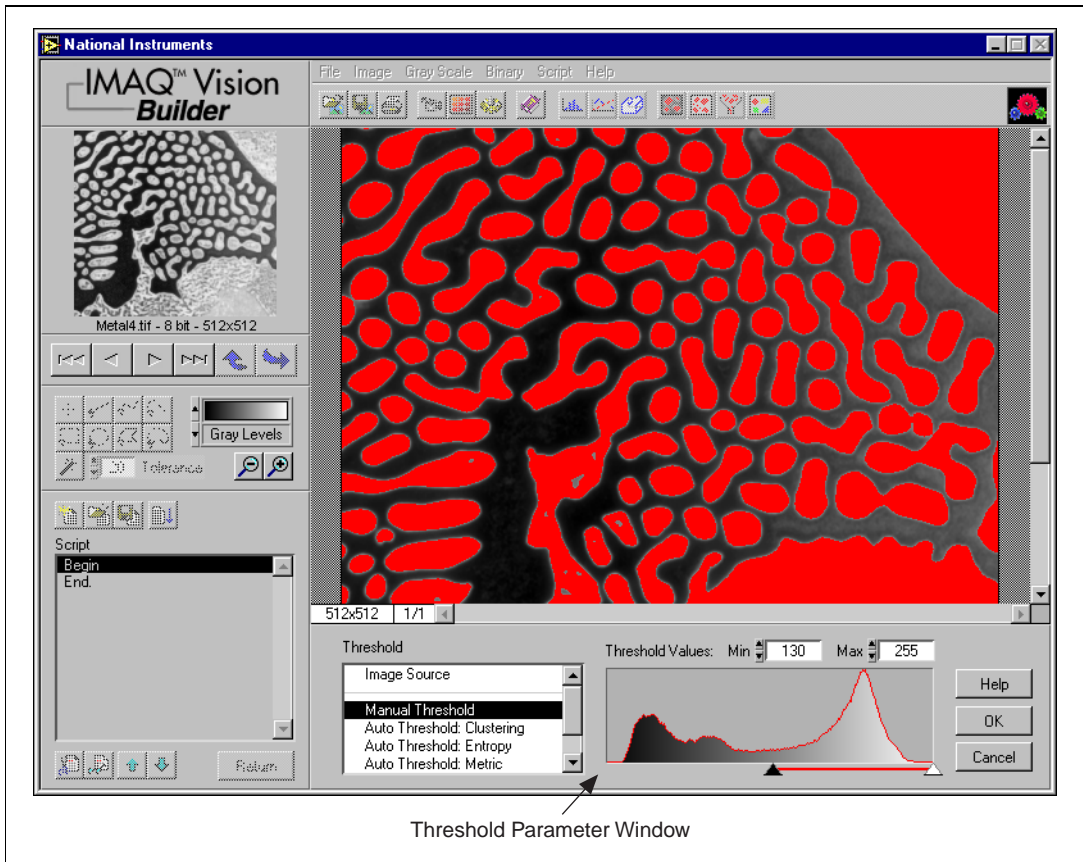 National Instruments
IMAQ™ Vision
Builder
File Image Gray Scale Binary Script Help
Metal4.tif - 8 bit - 512x512
Gray Levels
20 Tolerance
Script
Begin
End.
Return
512x512 1/1
Threshold
Image Source
Manual Threshold
Auto Threshold: Clustering
Auto Threshold: Entropy
Auto Threshold: Metric
Threshold Values: Min 130 Max 255
Help
OK
Cancel
Threshold Parameter Window